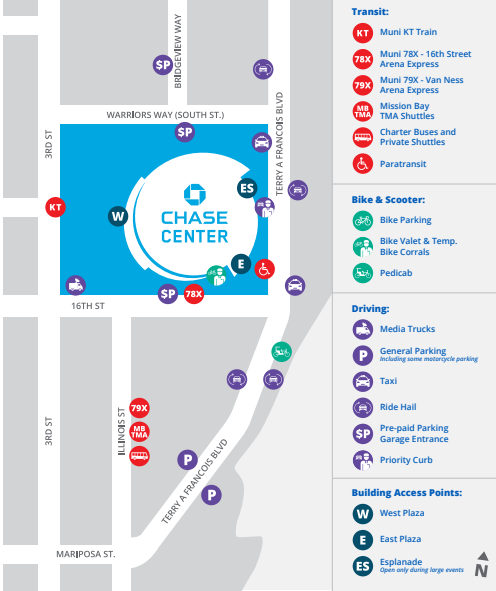 BRIDGEVIEW WAY
$P
WARRIORS WAY (SOUTH ST.)
$P
3RD ST
TERRY A FRANCOIS BLVD
KT
W
ES
CHASE
CENTER
E
$P
78X
16TH ST
79X
MB
TMA
ILLINOIS ST
3RD ST
P
P
TERRY A FRANCOIS BLVD
MARIPOSA ST.
Transit:
KT Muni KT Train
78X Muni 78X - 16th Street
Arena Express
79X Muni 79X - Van Ness
Arena Express
MB Mission Bay
TMA TMA Shuttles
Charter Buses and
Private Shuttles
Paratransit
Bike & Scooter:
Bike Parking
Bike Valet & Temp.
Bike Corrals
Pedicab
Driving:
Media Trucks
P General Parking
Including some motorcycle parking
Taxi
Ride Hail
$P Pre-paid Parking
Garage Entrance
Priority Curb
Building Access Points:
W West Plaza
E East Plaza
ES Esplanade
Open only during large events
N